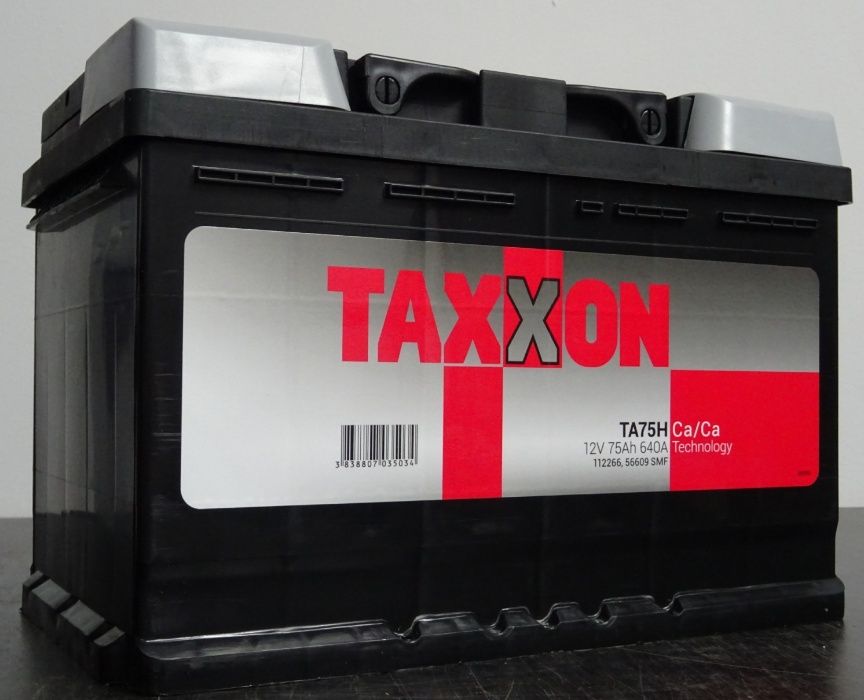 TAXXON
TA75H Ca/Ca
12V 75Ah 640A Technology
112266, 56609 SMF
3 838807 035034